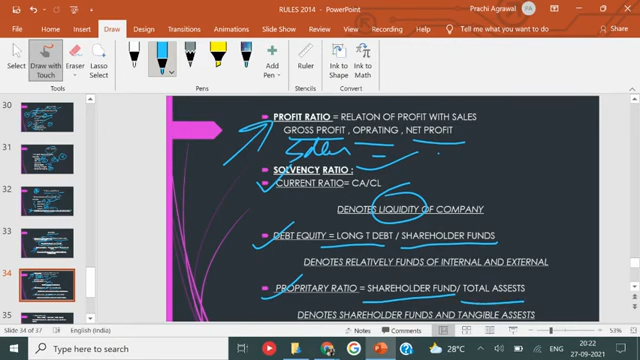 RULES 2014 - PowerPoint
Prachi Agrawal
PA
File
Home
Insert
Draw
Design
Transitions
Animations
Slide Show
Review
View
Help
Tell me what you want to do
Share
Select
Draw with Touch
Eraser
Lasso Select
Add Pen
Ruler
Ink to Shape
Ink to Math
Tools
Pens
Stencils
Convert
30
31
32
33
34
35
PROFIT RATIO = RELATON OF PROFIT WITH SALES
GROSS PROFIT , OPRATING , NET PROFIT
Sales
SOLVENCY RATIO :
CURRENT RATIO= CA/CL
DENOTES LIQUIDITY OF COMPANY
DEBT EQUITY = LONG T DEBT / SHAREHOLDER FUNDS
DENOTES RELATIVELY FUNDS OF INTERNAL AND EXTERNAL
PROPRITARY RATIO = SHAREHOLDER FUND/ TOTAL ASSESTS
DENOTES SHAREHOLDER FUNDS AND TANGIBLE ASSESTS
Slide 34 of 37
English (India)
Notes
Comments
53%
Type here to search
28°C
ENG
20:22
27-09-2021